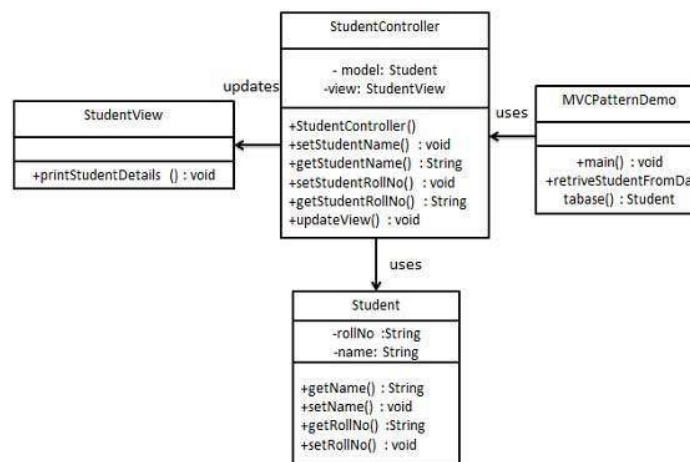 StudentController
- model: Student
-view: StudentView
+StudentController()
+setStudentName() : void
+getStudentName() : String
+setStudentRollNo() : void
+getStudentRollNo() : String
+updateView() : void
updates
StudentView
+printStudentDetails () : void
uses
MVCPatternDemo
+main() : void
+retriveStudentFromDa
tabase() : Student
uses
Student
-rollNo :String
-name: String
+getName() : String
+setName() : void
+getRollNo() :String
+setRollNo() : void